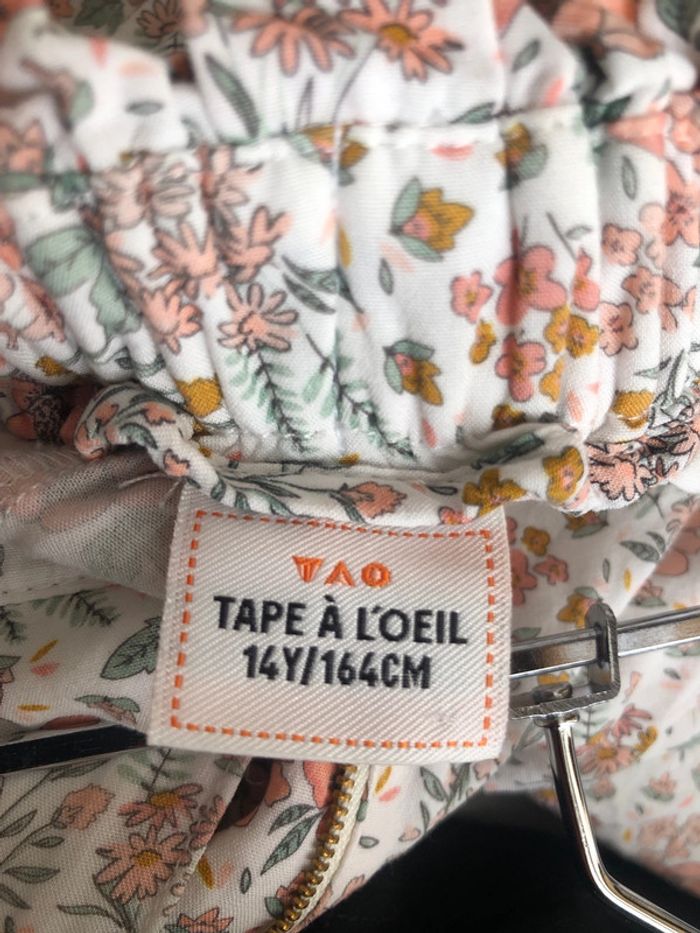 TAO
TAPE À L'OEIL
14Y/164CM